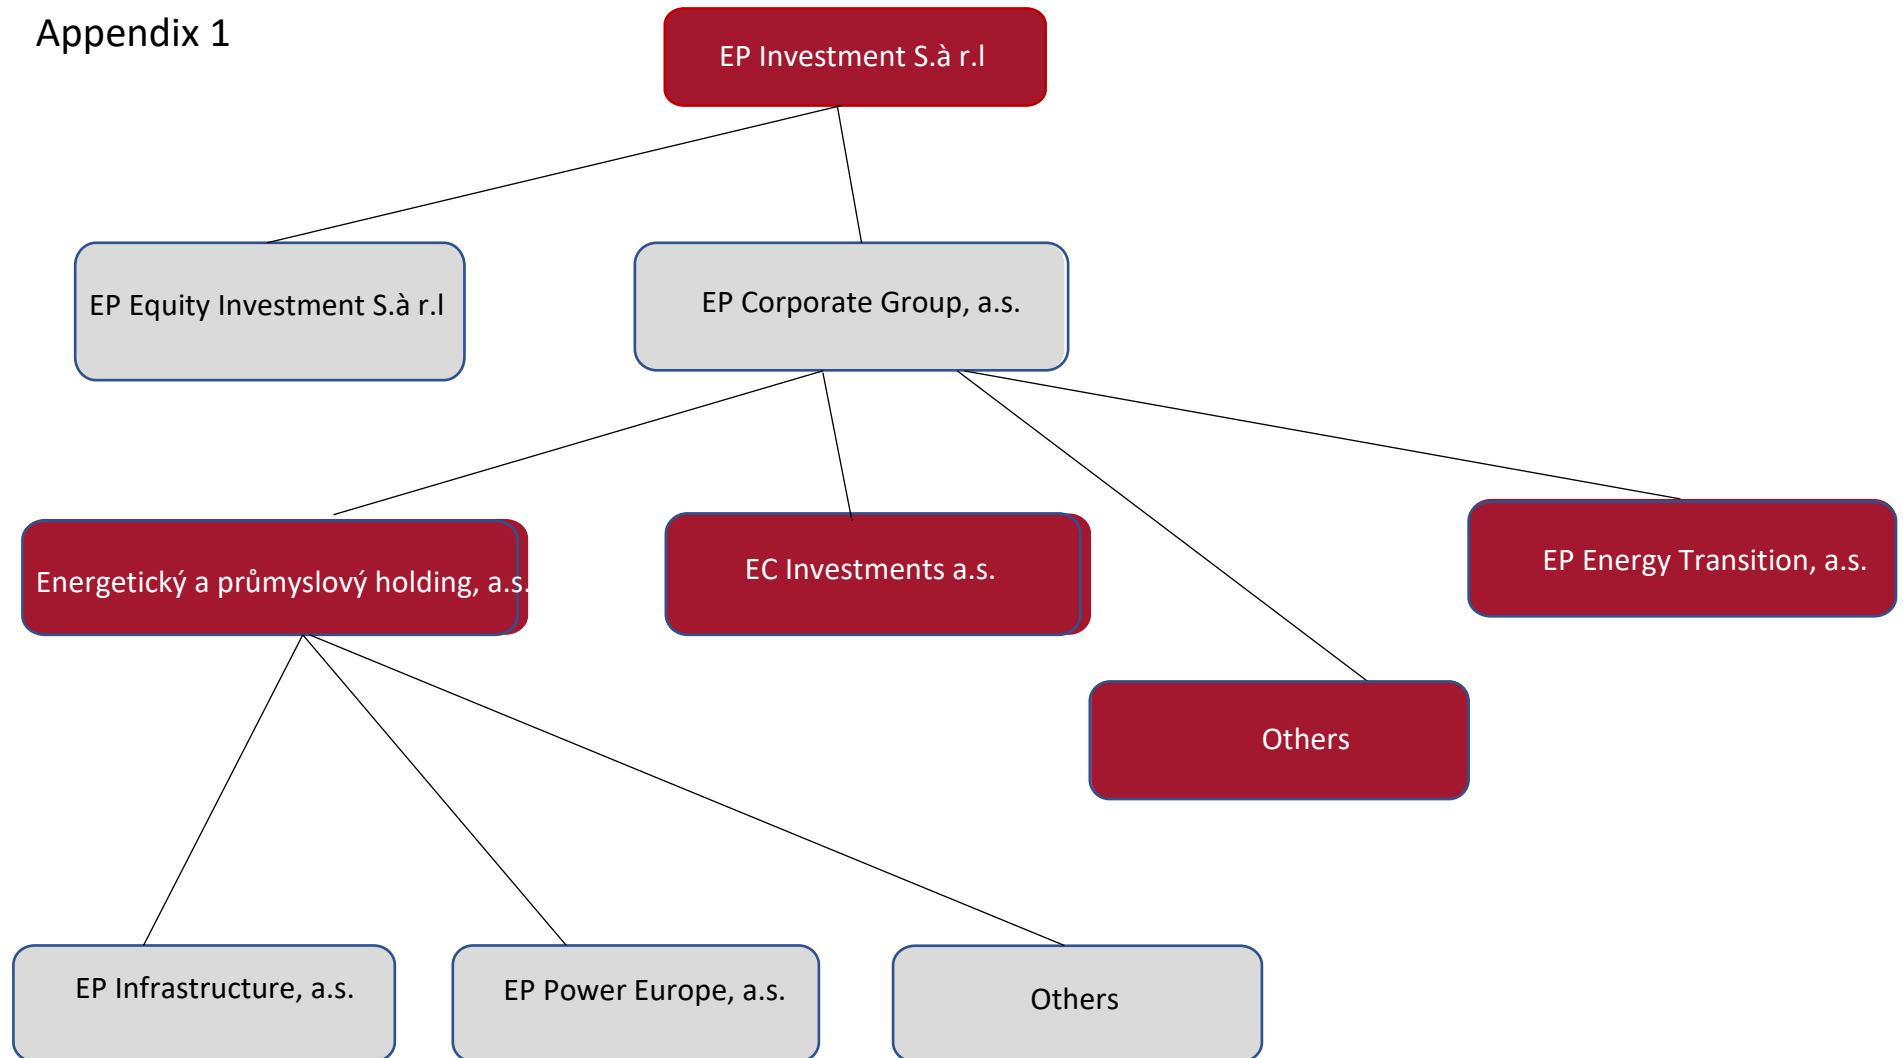 Appendix 1
EP Investment S.à r.l
EP Equity Investment S.à r.l
EP Corporate Group, a.s.
Energetický a průmyslový holding, a.s.
EC Investments a.s.
EP Energy Transition, a.s.
Others
EP Infrastructure, a.s.
EP Power Europe, a.s.
Others